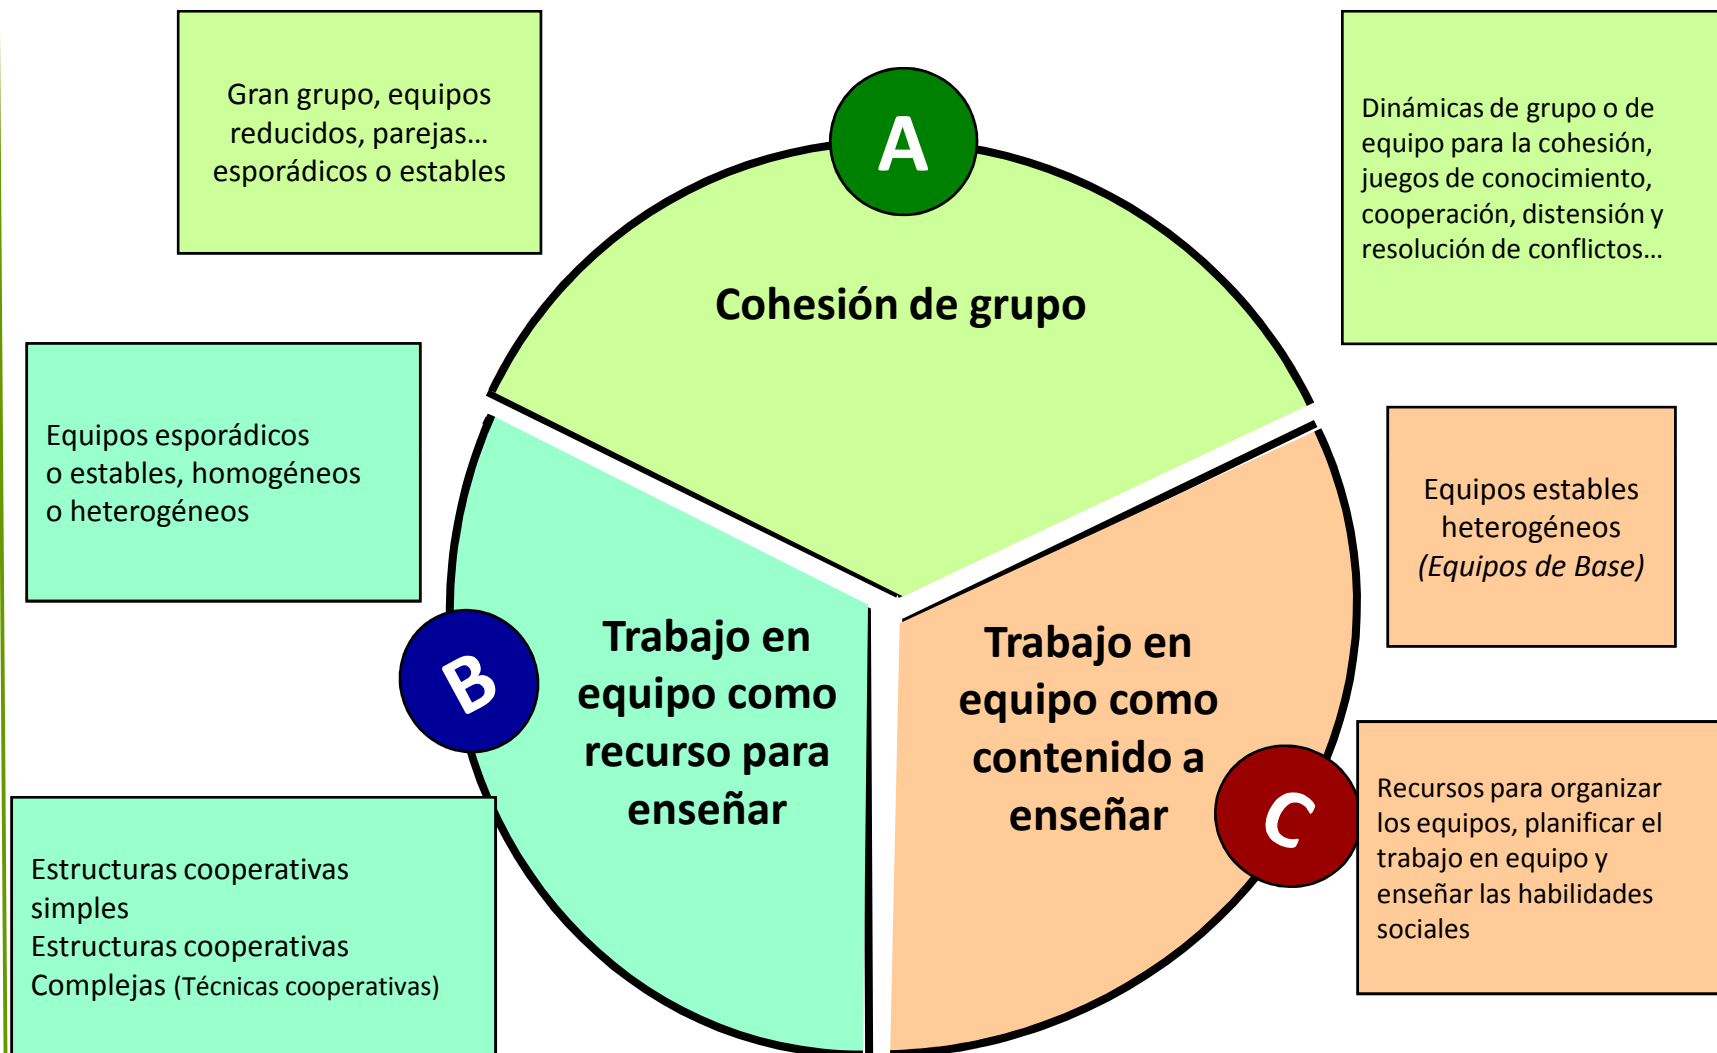 Gran grupo, equipos
reducidos, parejas...
esporádicos o estables
A
Dinámicas de grupo o de
equipo para la cohesión,
juegos de conocimiento,
cooperación, distensión y
resolución de conflictos...
Cohesión de grupo
Equipos esporádicos
o estables, homogéneos
o heterogéneos
Equipos estables
heterogéneos
(Equipos de Base)
B
Trabajo en
equipo como
recurso para
enseñar
Trabajo en
equipo como
contenido a
enseñar
C
Recursos para organizar
los equipos, planificar el
trabajo en equipo y
enseñar las habilidades
sociales
Estructuras cooperativas
simples
Estructuras cooperativas
Complejas (Técnicas cooperativas)